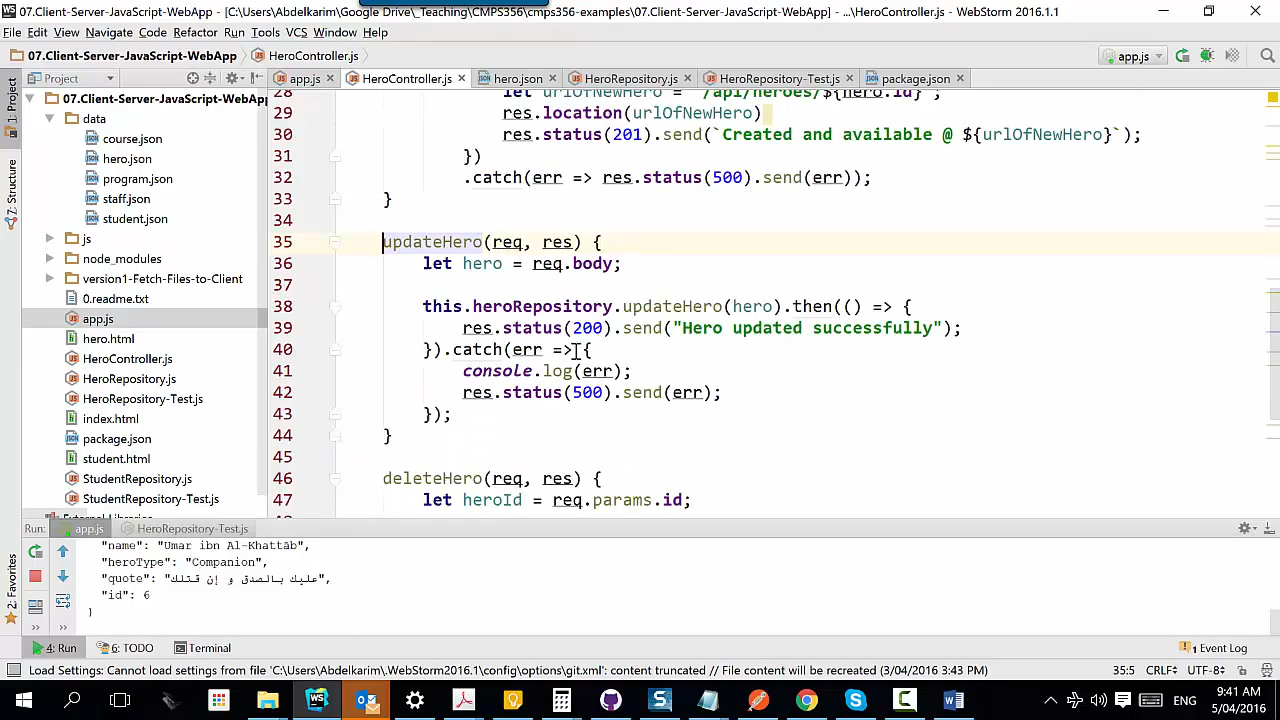 07.Client-Server-JavaScript-WebApp - [C:\Users\Abdelkarim\Google Drive\_Teaching\CMPS356\cmps356-examples\07.Client-Server-JavaScript-WebApp] - ...\HeroController.js - WebStorm 2016.1.1
File Edit View Navigate Code Refactor Run Tools VCS Window Help
07.Client-Server-JavaScript-WebApp HeroController.js app.js
Project app.js HeroController.js hero.json HeroRepository.js HeroRepository-Test.js package.json
1: Project
Z: Structure
2: Favorites
07.Client-Server-JavaScript-WebApp
data
course.json
hero.json
program.json
staff.json
student.json
js
node_modules
version1-Fetch-Files-to-Client
0.readme.txt
app.js
hero.html
HeroController.js
HeroRepository.js
HeroRepository-Test.js
index.html
package.json
student.html
StudentRepository.js
StudentRepository-Test.js
External Libraries
28 let urlOfNewHero = `/api/heroes/${hero.id}`;
29 res.location(urlOfNewHero)
30 res.status(201).send(`Created and available @ ${urlOfNewHero}`);
31 })
32 .catch(err => res.status(500).send(err));
33 }
34
35 updateHero(req, res) {
36 let hero = req.body;
37
38 this.heroRepository.updateHero(hero).then(() => {
39 res.status(200).send("Hero updated successfully");
40 }).catch(err => {
41 console.log(err);
42 res.status(500).send(err);
43 });
44 }
45
46 deleteHero(req, res) {
47 let heroId = req.params.id;
Run: app.js HeroRepository-Test.js
"name": "Umar ibn Al-Khattāb",
"heroType": "Companion",
"quote": "عليك بالصدق و إن قتلك",
"id": 6
}
4: Run 6: TODO Terminal Event Log
Load Settings: Cannot load settings from file 'C:\Users\Abdelkarim\.WebStorm2016.1\config\options\git.xml': content truncated // File content will be recreated (3/04/2016 3:43 PM) 35:5 CRLF÷ UTF-8÷
ENG 9:41 AM
5/04/2016